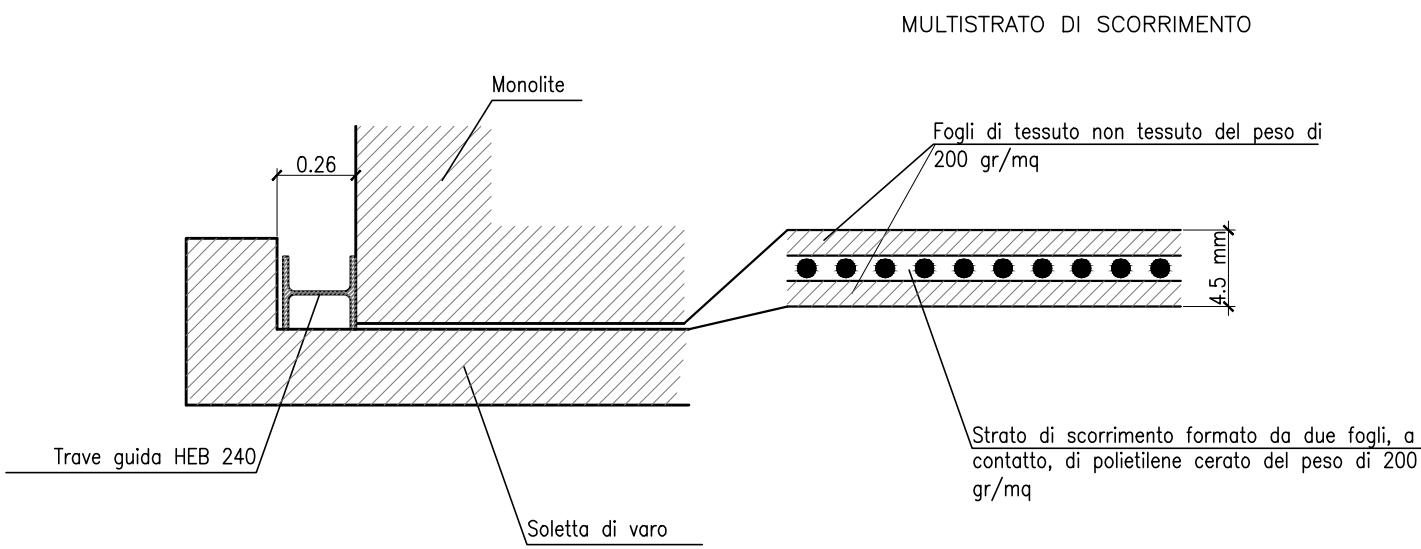 MULTISTRATO DI SCORRIMENTO
Monolite
Fogli di tessuto non tessuto del peso di
200 gr/mq
0.26
4.5 mm
Strato di scorrimento formato da due fogli, a
contatto, di polietilene cerato del peso di 200
gr/mq
Trave guida HEB 240
Soletta di varo